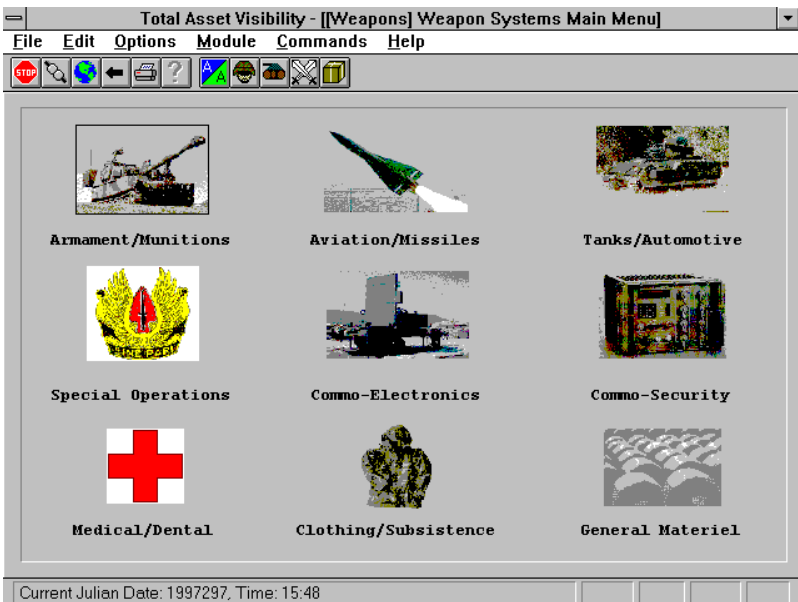 Total Asset Visibility - [[Weapons] Weapon Systems Main Menu]
File Edit Options Module Commands Help
STOP ? A A
Armament/Munitions Aviation/Missiles Tanks/Automotive
Special Operations Commo-Electronics Commo-Security
Medical/Dental Clothing/Subsistence General Materiel
Current Julian Date: 1997297, Time: 15:48